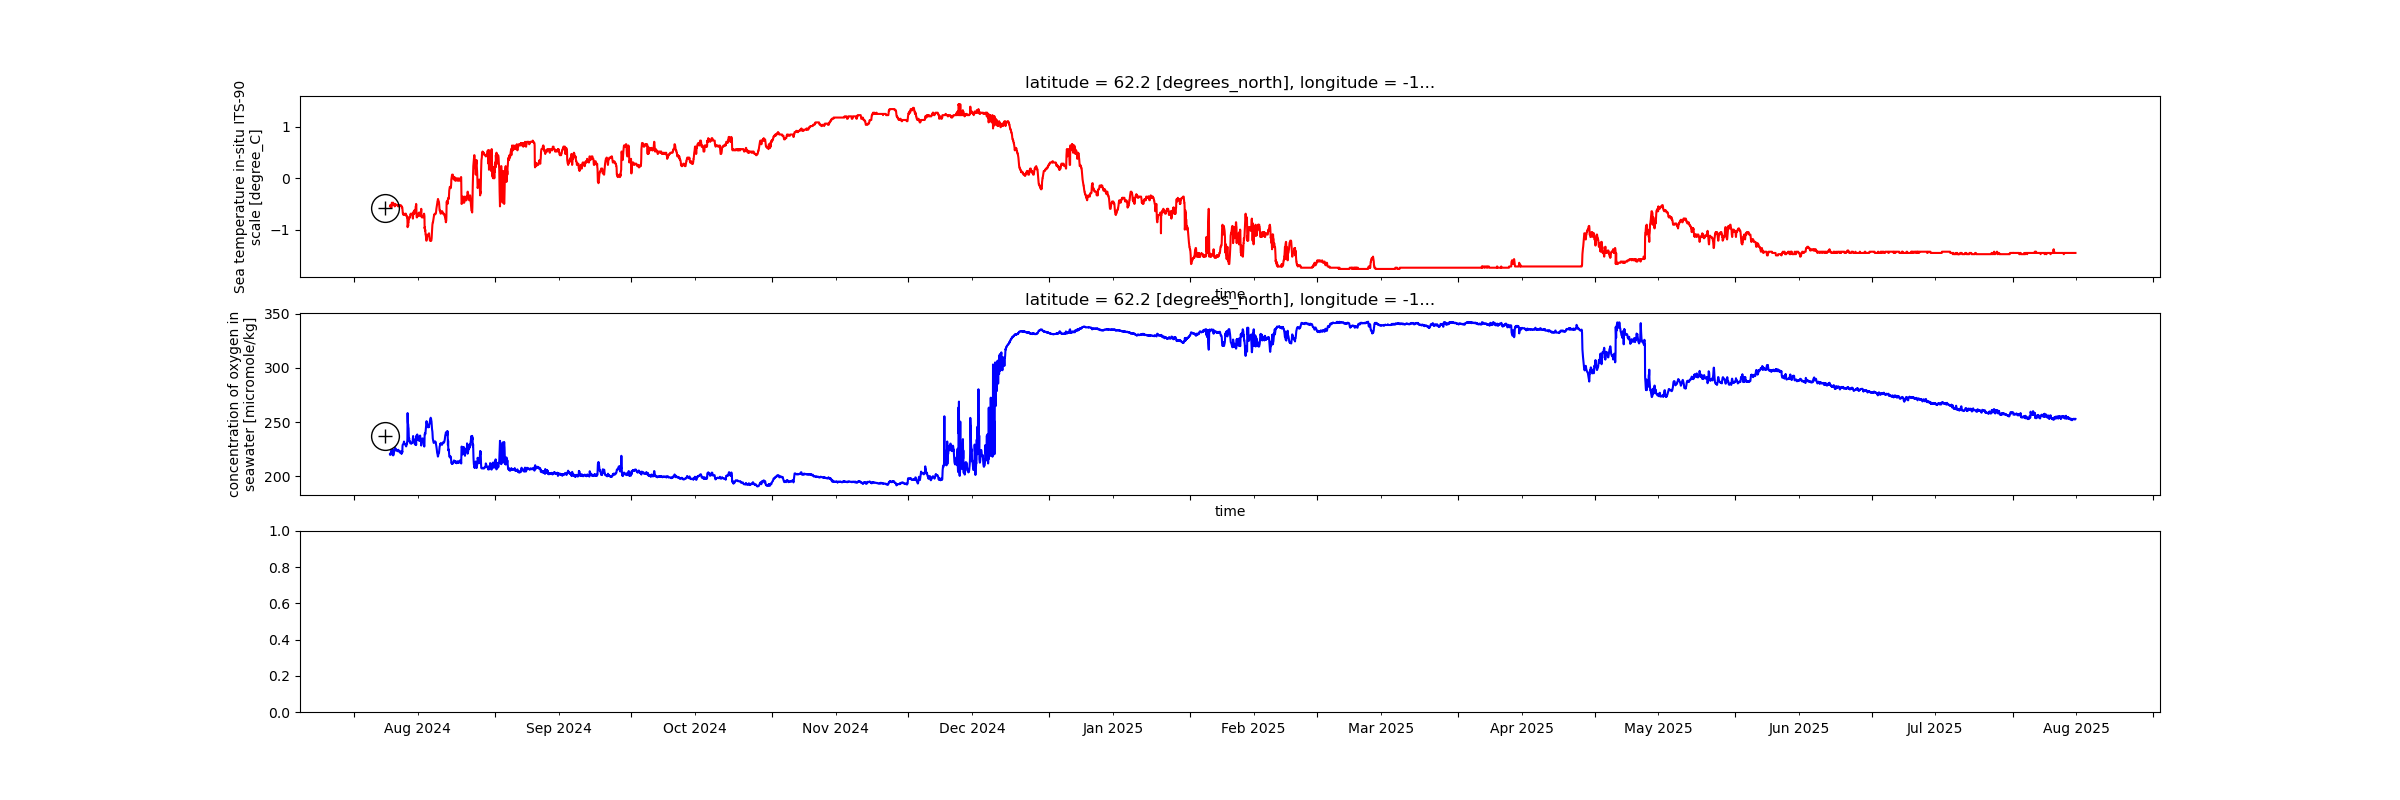 latitude = 62.2 [degrees_north], longitude = -1...
Sea temperature in-situ ITS-90
scale [degree_C]
1
0
−1
time
latitude = 62.2 [degrees_north], longitude = -1...
concentration of oxygen in
seawater [micromole/kg]
350
300
250
200
time
1.0
0.8
0.6
0.4
0.2
0.0
Aug 2024 Sep 2024 Oct 2024 Nov 2024 Dec 2024 Jan 2025 Feb 2025 Mar 2025 Apr 2025 May 2025 Jun 2025 Jul 2025 Aug 2025